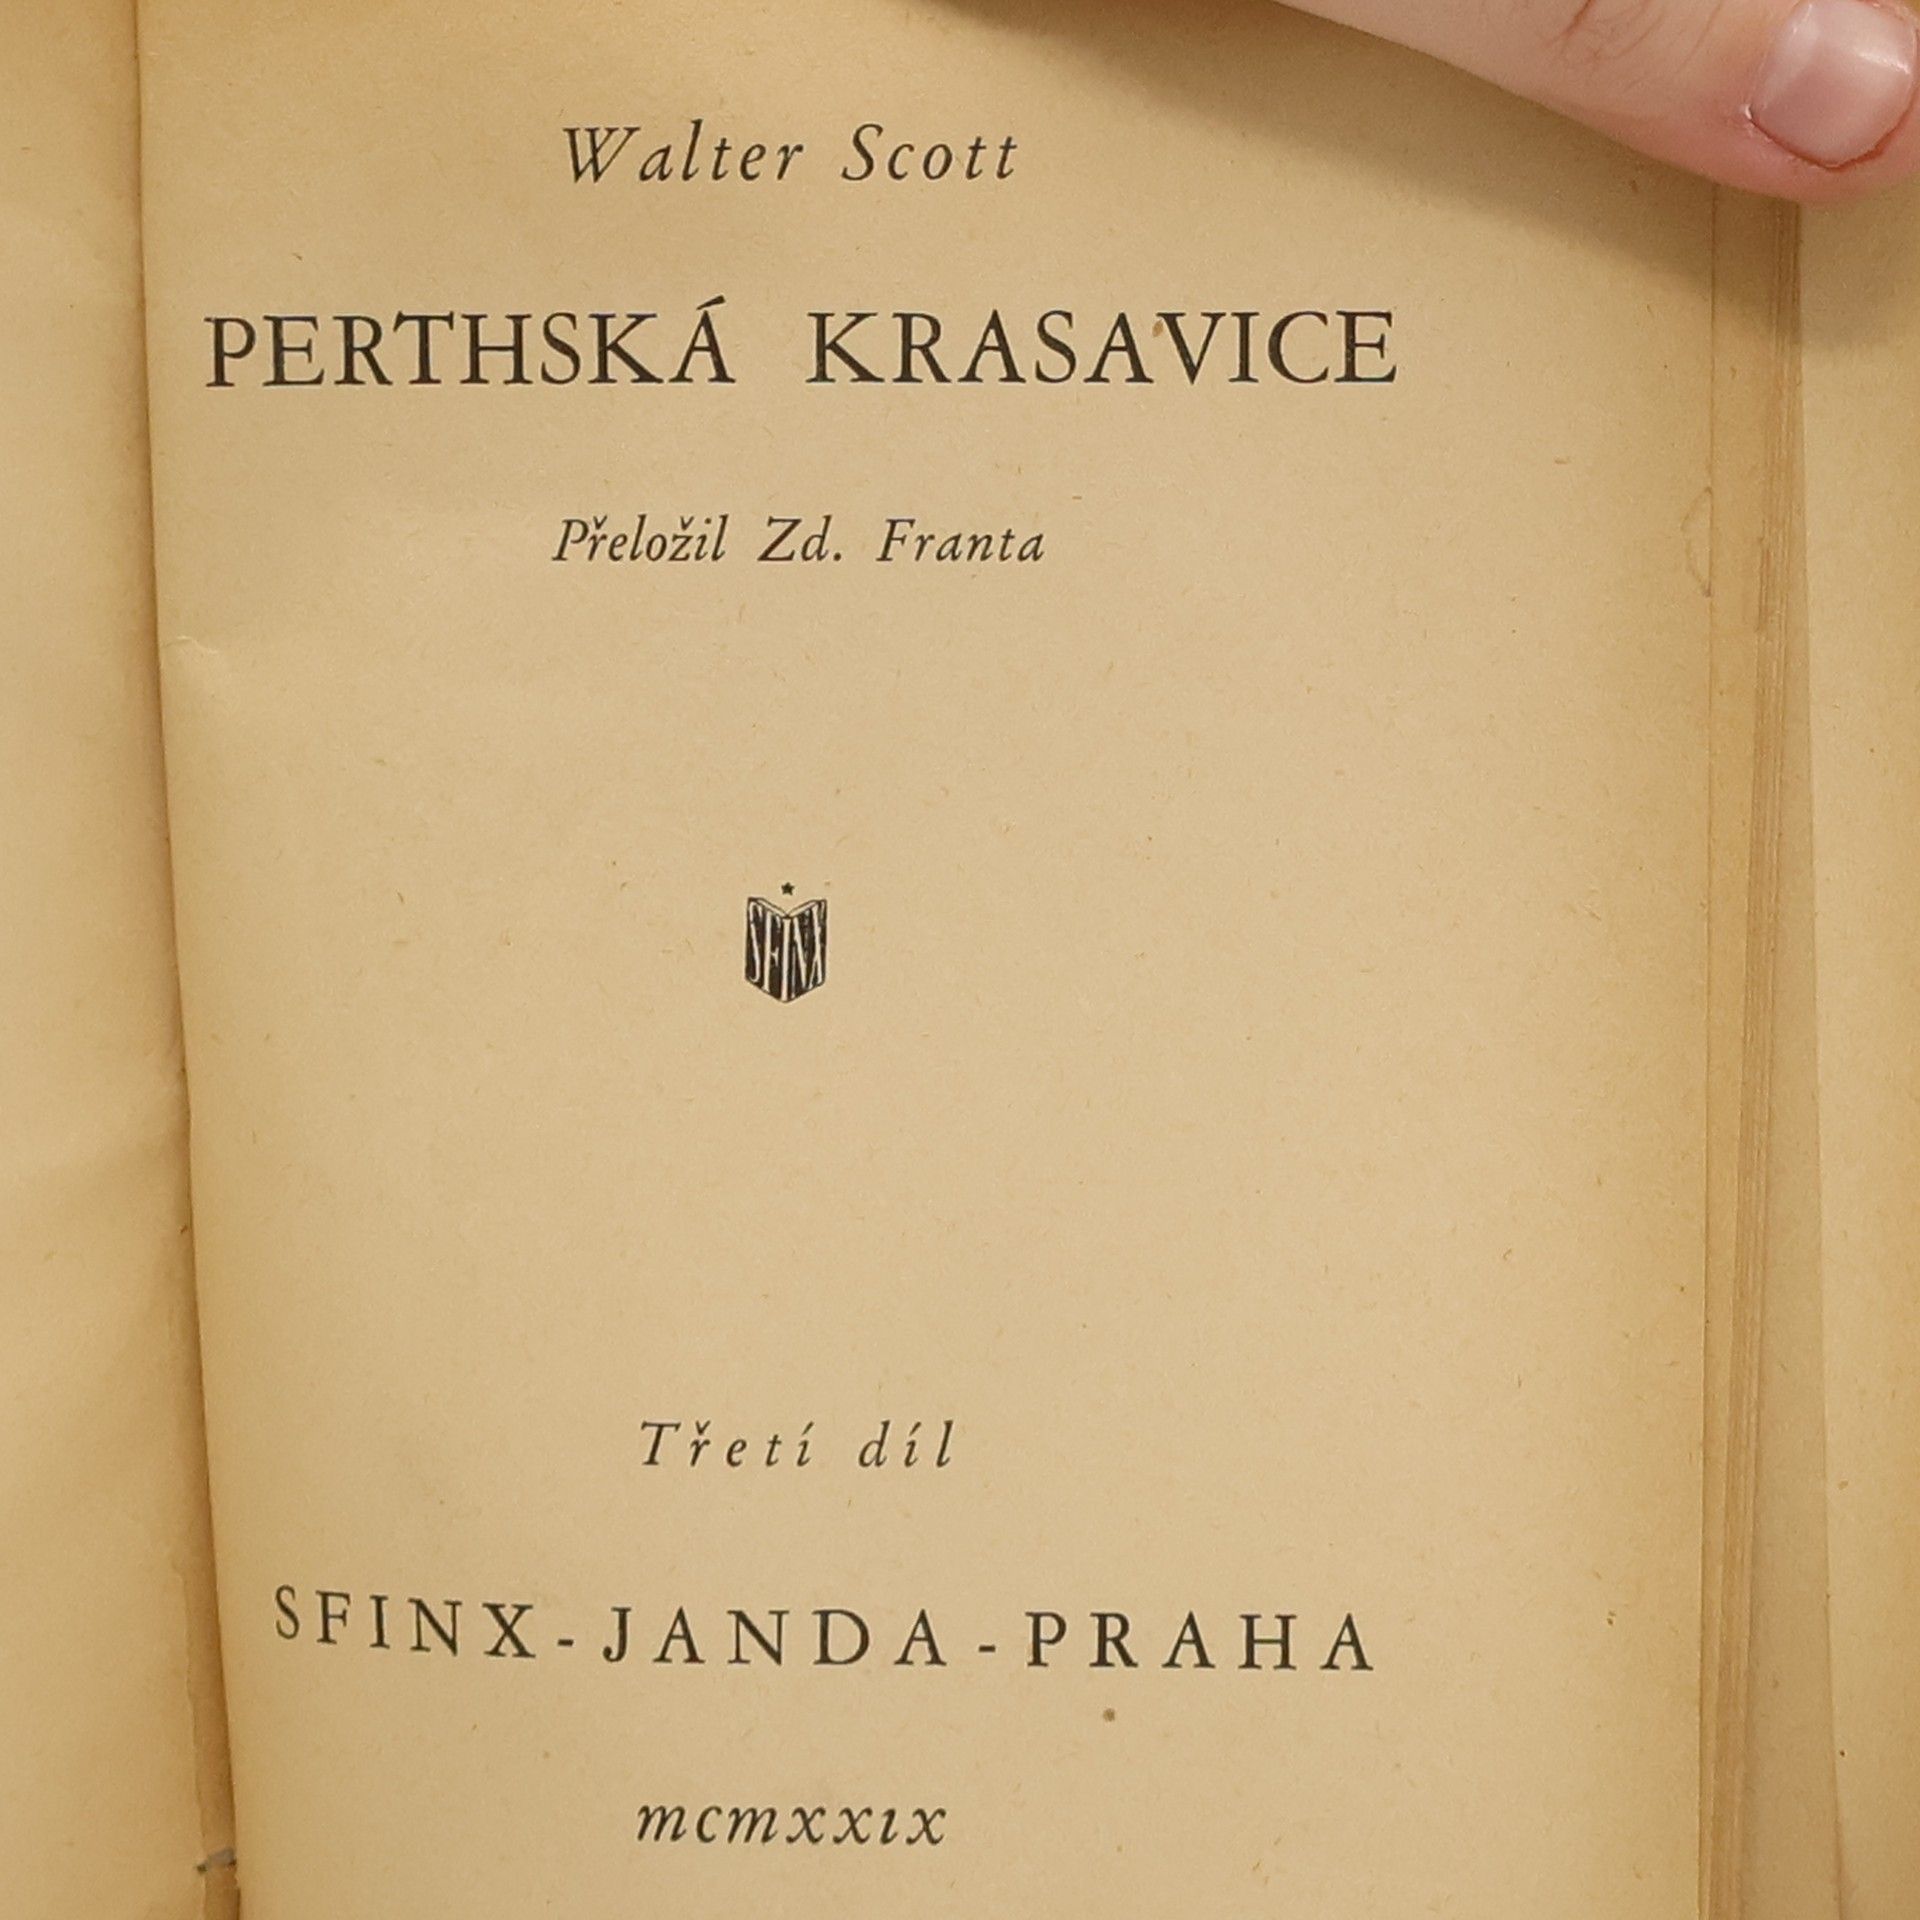 Walter Scott
PERTHSKÁ KRASAVICE
Přeložil Zd. Franta
SFINX
Třetí díl
SFINX-JANDA-PRAHA
mcmxxix